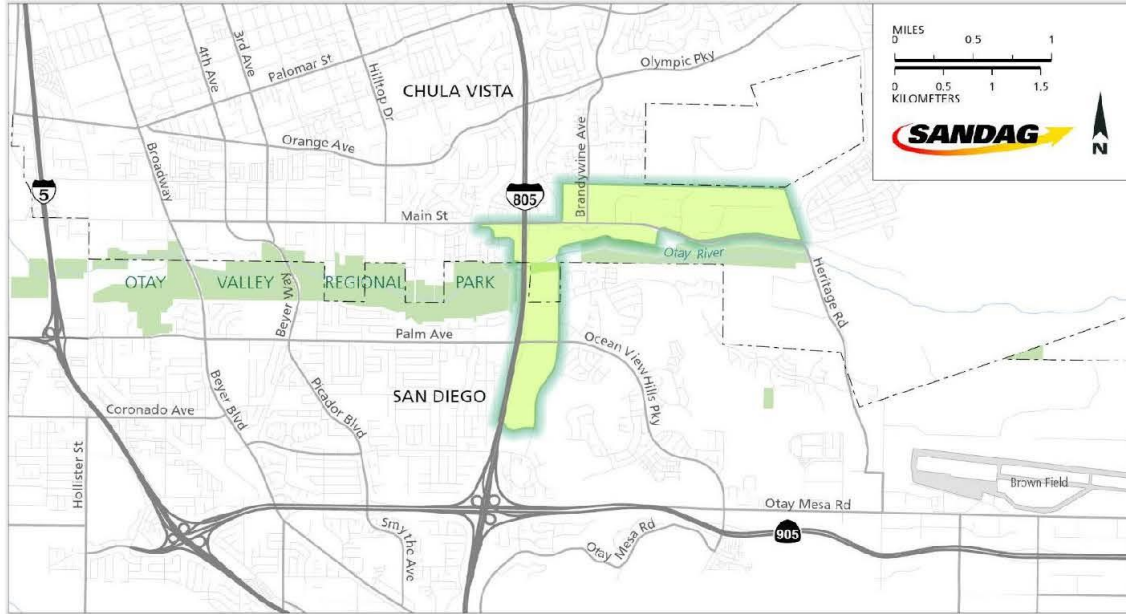 MILES
0 0.5 1
0 0.5 1 1.5
KILOMETERS
SANDAG
N
4th Ave
3rd Ave
Palomar St
Hilltop Dr
CHULA VISTA
Olympic Pky
Orange Ave
Broadway
Brandywine Ave
5
805
Main St
Otay River
OTAY VALLEY REGIONAL PARK
Beyer Way
Heritage Rd
Palm Ave
Ocean View Hills Pky
SAN DIEGO
Beyer Blvd
Picador Blvd
Coronado Ave
Hollister St
Brown Field
Otay Mesa Rd
Smythe Ave
Otay Mesa Rd
905